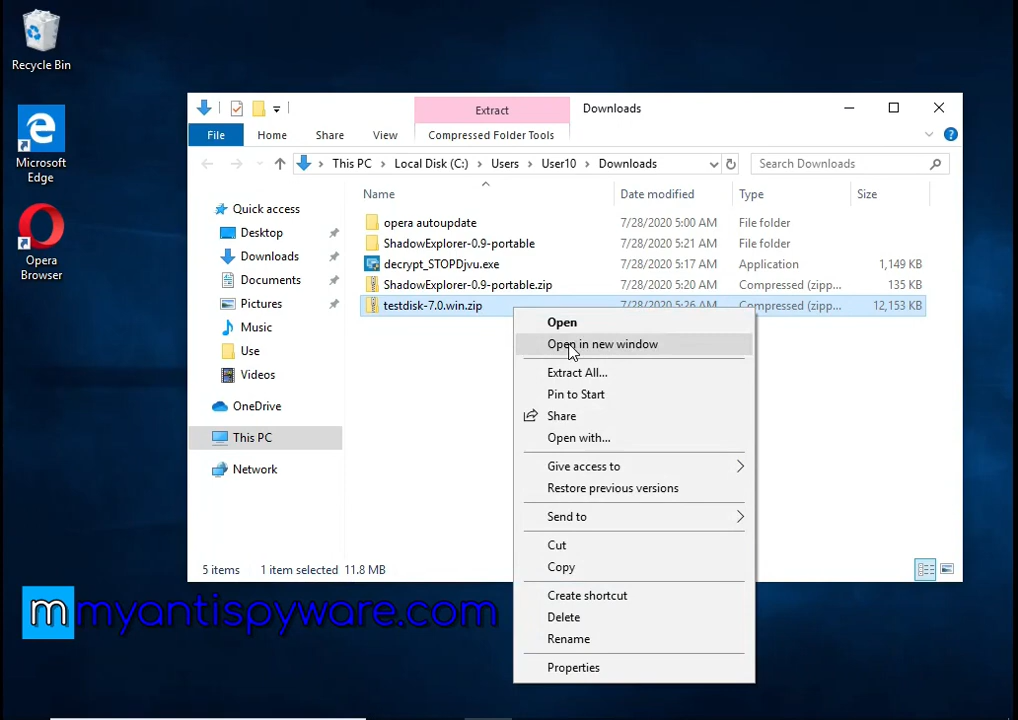 Recycle Bin
Microsoft
Edge
Opera
Browser
Extract
Downloads
File
Home
Share
View
Compressed Folder Tools
This PC
Local Disk (C:)
Users
User10
Downloads
Search Downloads
Name
Date modified
Type
Size
Quick access
Desktop
Downloads
Documents
Pictures
Music
Use
Videos
OneDrive
This PC
Network
opera autoupdate 7/28/2020 5:00 AM File folder
ShadowExplorer-0.9-portable 7/28/2020 5:21 AM File folder
decrypt_STOPDjvu.exe 7/28/2020 5:17 AM Application 1,149 KB
ShadowExplorer-0.9-portable.zip 7/28/2020 5:20 AM Compressed (zipp... 135 KB
testdisk-7.0.win.zip 7/28/2020 5:26 AM Compressed (zipp... 12,153 KB
Open
Open in new window
Extract All...
Pin to Start
Share
Open with...
Give access to
Restore previous versions
Send to
Cut
Copy
Create shortcut
Delete
Rename
Properties
5 items 1 item selected 11.8 MB
m myantispyware.com